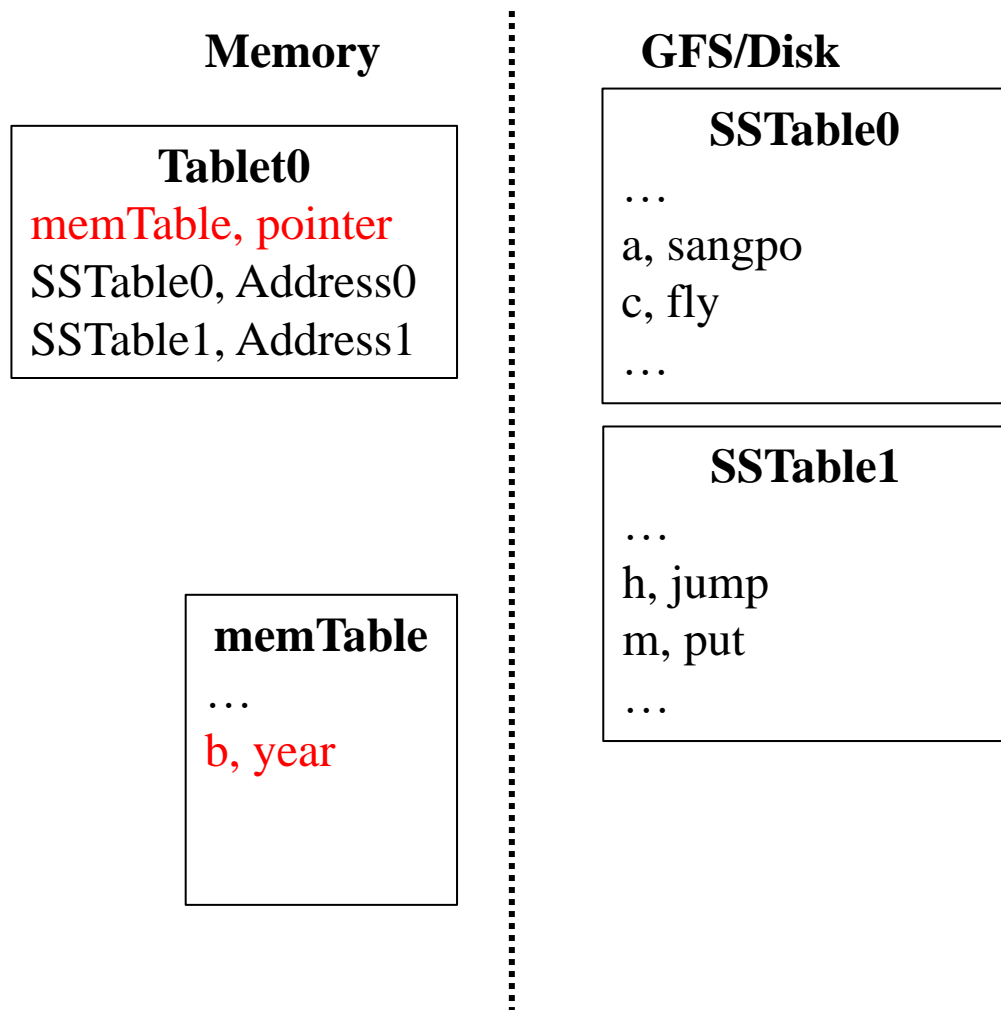 Memory
Tablet0
memTable, pointer
SSTable0, Address0
SSTable1, Address1
memTable
…
b, year
GFS/Disk
SSTable0
…
a, sangpo
c, fly
…
SSTable1
…
h, jump
m, put
…